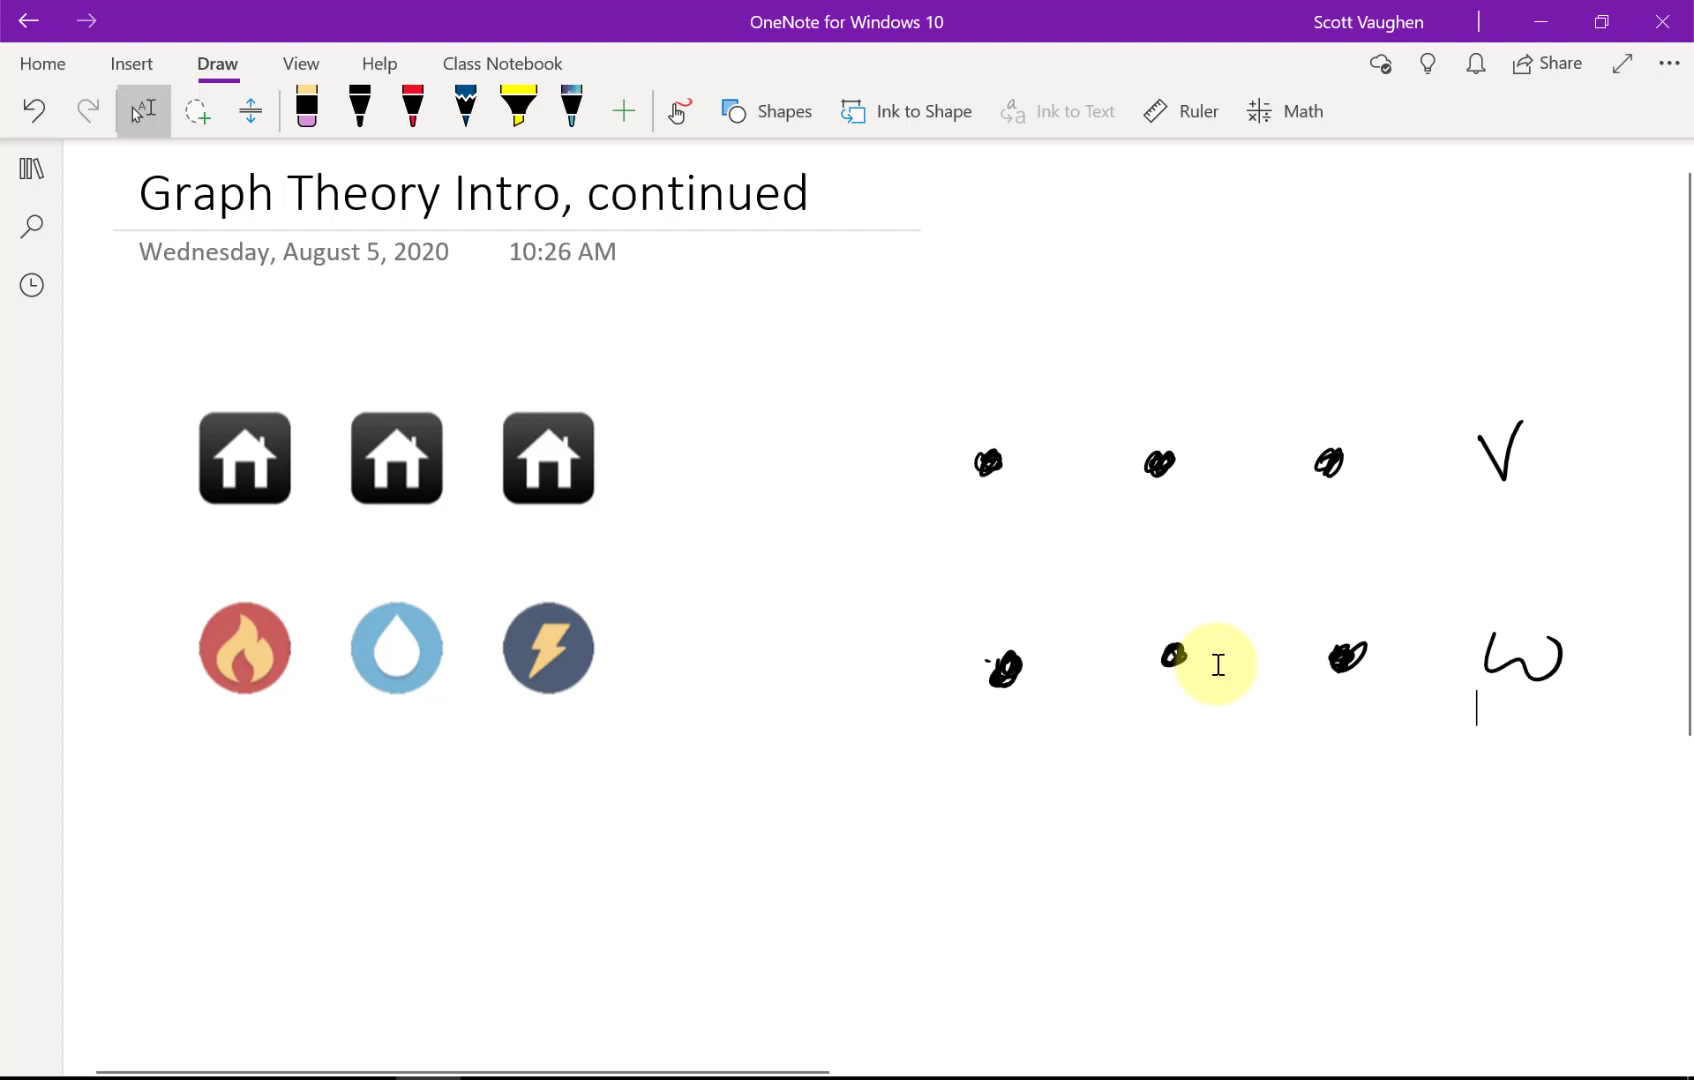 OneNote for Windows 10
Scott Vaughen
Home Insert Draw View Help Class Notebook
Share
Shapes Ink to Shape Ink to Text Ruler Math
Graph Theory Intro, continued
Wednesday, August 5, 2020 10:26 AM
V
W